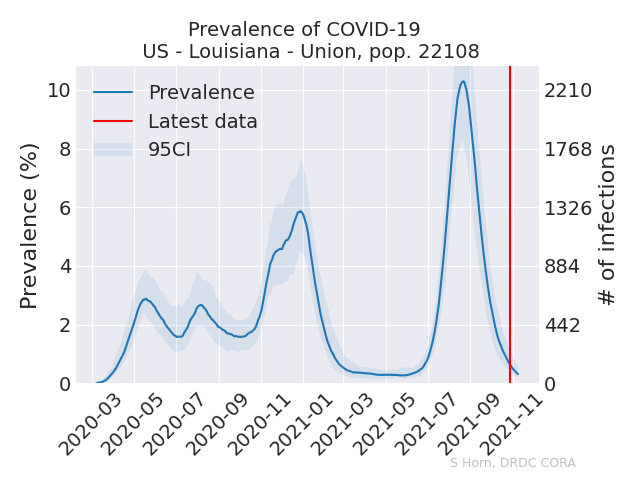 Prevalence of COVID-19
US - Louisiana - Union, pop. 22108
Prevalence
Latest data
95CI
Prevalence (%)
0
2
4
6
8
10
# of infections
0
442
884
1326
1768
2210
2020-03
2020-05
2020-07
2020-09
2020-11
2021-01
2021-03
2021-05
2021-07
2021-09
2021-11
S Horn, DRDC CORA